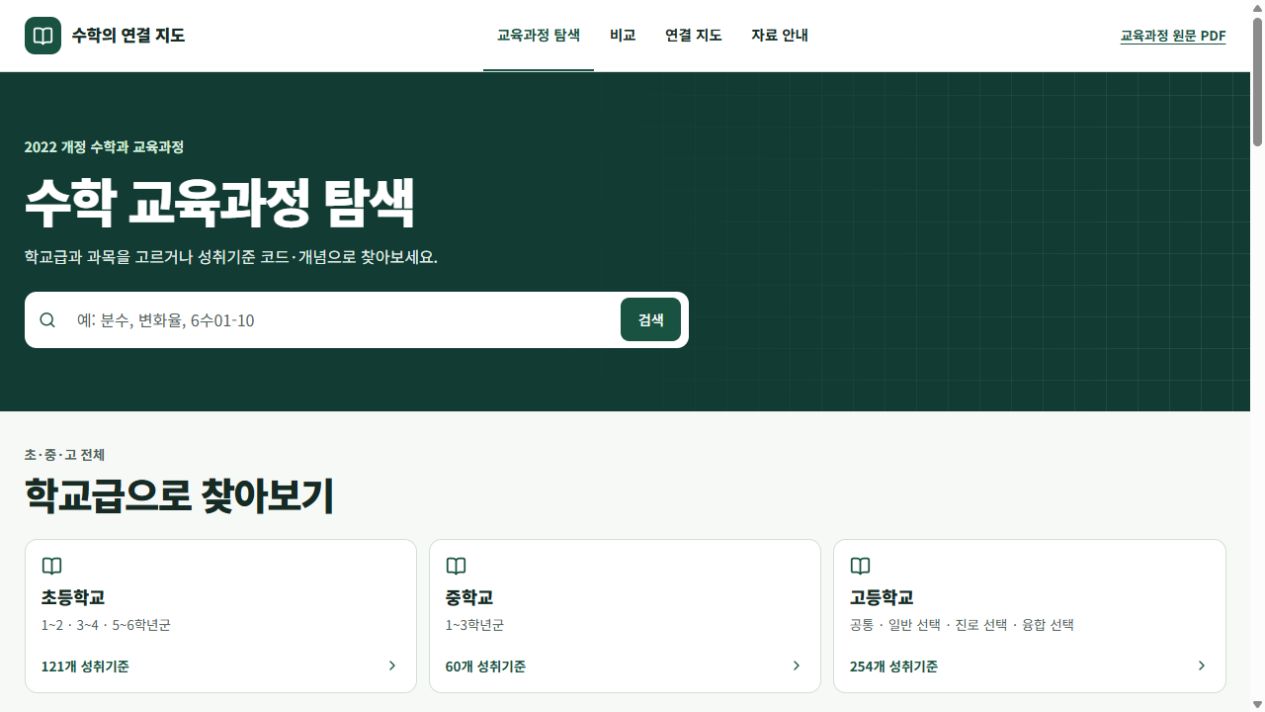 수학의 연결 지도
교육과정 탐색
비교
연결 지도
자료 안내
교육과정 원문 PDF
2022 개정 수학과 교육과정
수학 교육과정 탐색
학교급과 과목을 고르거나 성취기준 코드·개념으로 찾아보세요.
예: 분수, 변화율, 6수01-10
검색
초·중·고 전체
학교급으로 찾아보기
초등학교
1~2 · 3~4 · 5~6학년군
121개 성취기준
중학교
1~3학년군
60개 성취기준
고등학교
공통 · 일반 선택 · 진로 선택 · 융합 선택
254개 성취기준